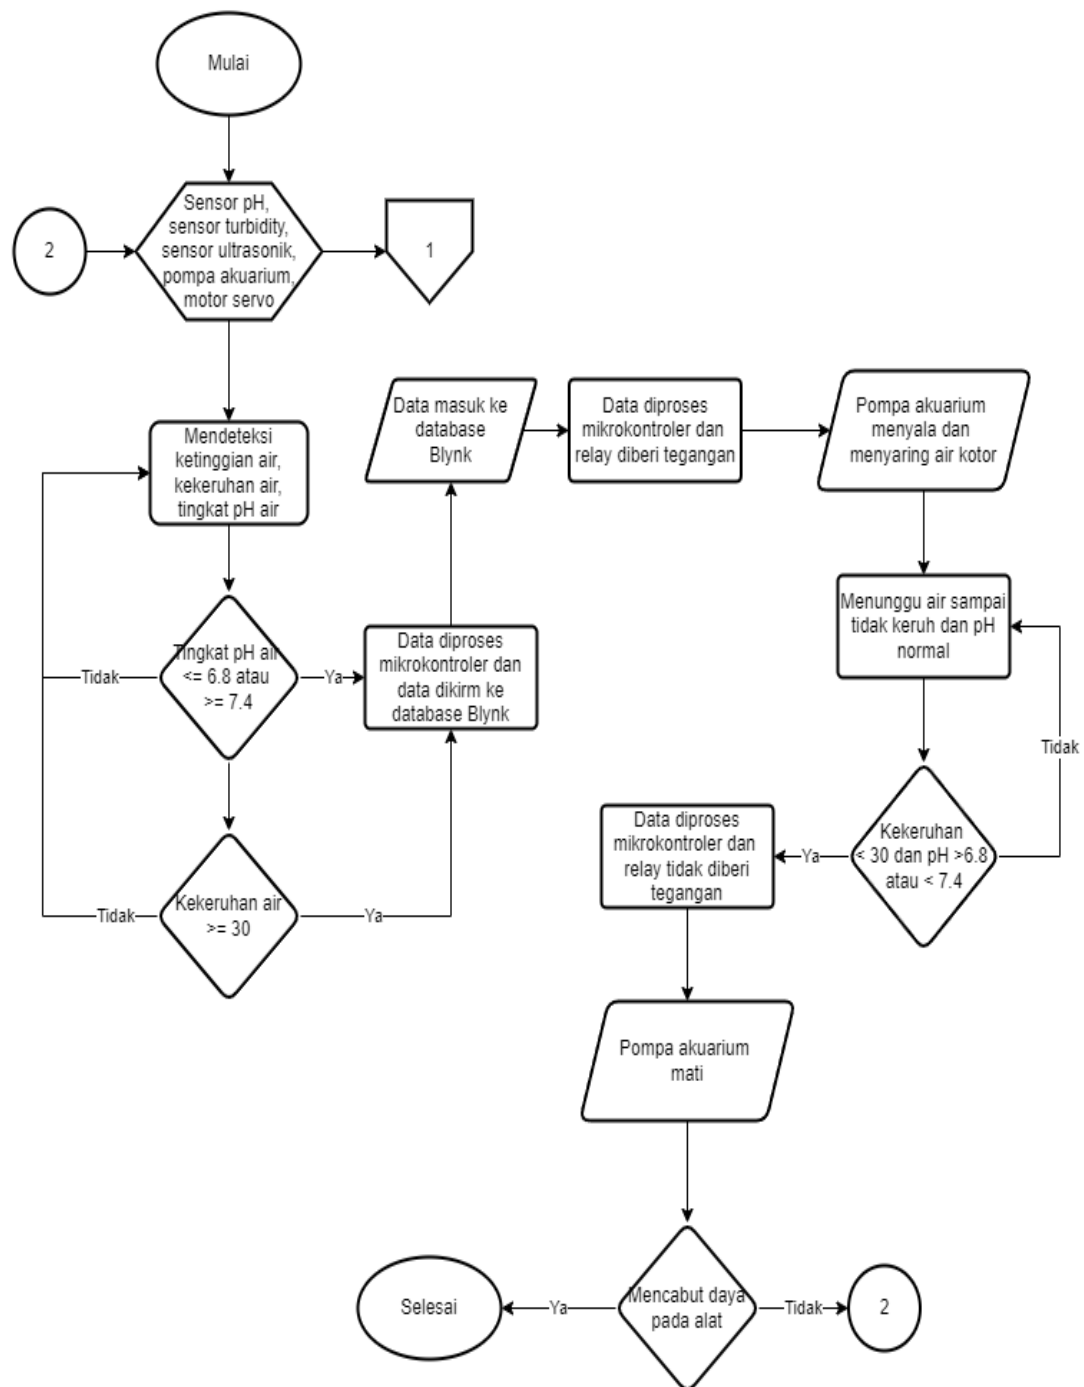 Mulai
Sensor pH,
sensor turbidity,
sensor ultrasonik,
pompa akuarium,
motor servo
2
1
Mendeteksi
ketinggian air,
kekeruhan air,
tingkat pH air
Data masuk ke
database
Blynk
Data diproses
mikrokontroler dan
relay diberi tegangan
Pompa akuarium
menyala dan
menyaring air kotor
Tingkat pH air
<= 6.8 atau
>= 7.4
Tidak
Ya
Data diproses
mikrokontroler dan
data dikirm ke
database Blynk
Menunggu air sampai
tidak keruh dan pH
normal
Tidak
Kekeruhan air
>= 30
Tidak
Ya
Kekeruhan
< 30 dan pH >6.8
atau < 7.4
Ya
Data diproses
mikrokontroler dan
relay tidak diberi
tegangan
Pompa akuarium
mati
Mencabut daya
pada alat
Ya
Selesai
Tidak
2